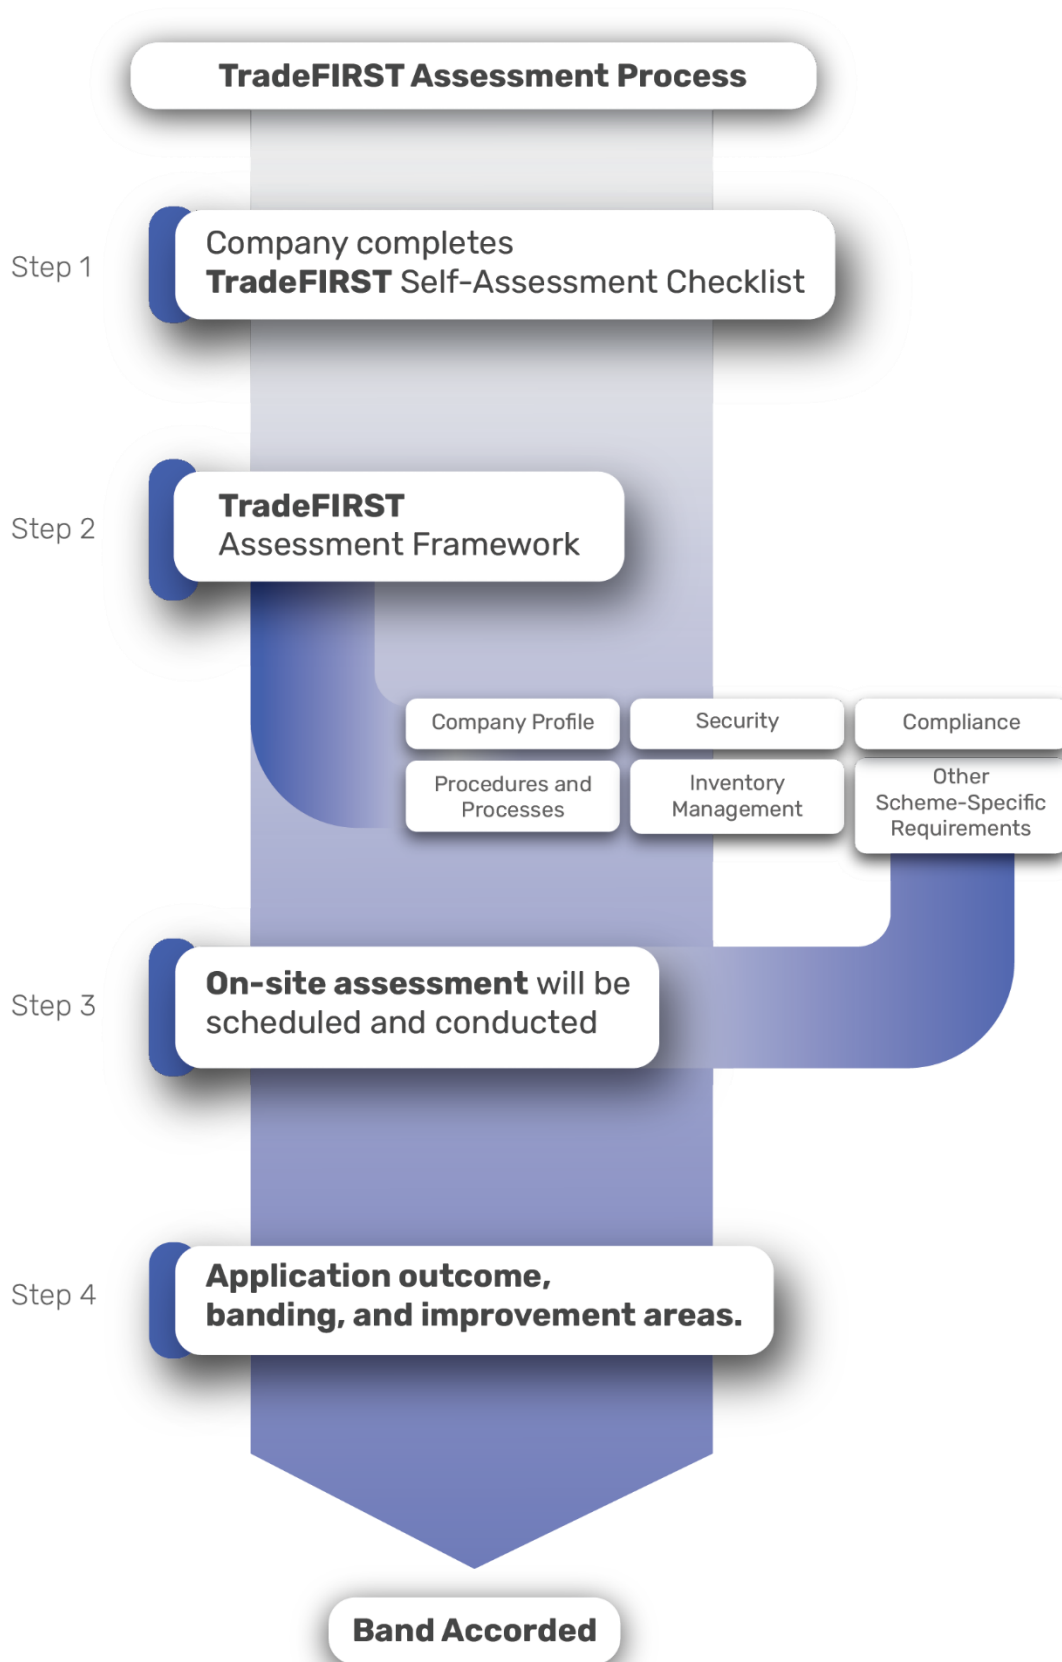 TradeFIRST Assessment Process
Step 1
Company completes
TradeFIRST Self-Assessment Checklist
Step 2
TradeFIRST
Assessment Framework
Company Profile
Security
Compliance
Procedures and
Processes
Inventory
Management
Other
Scheme-Specific
Requirements
Step 3
On-site assessment will be
scheduled and conducted
Step 4
Application outcome,
banding, and improvement areas.
Band Accorded